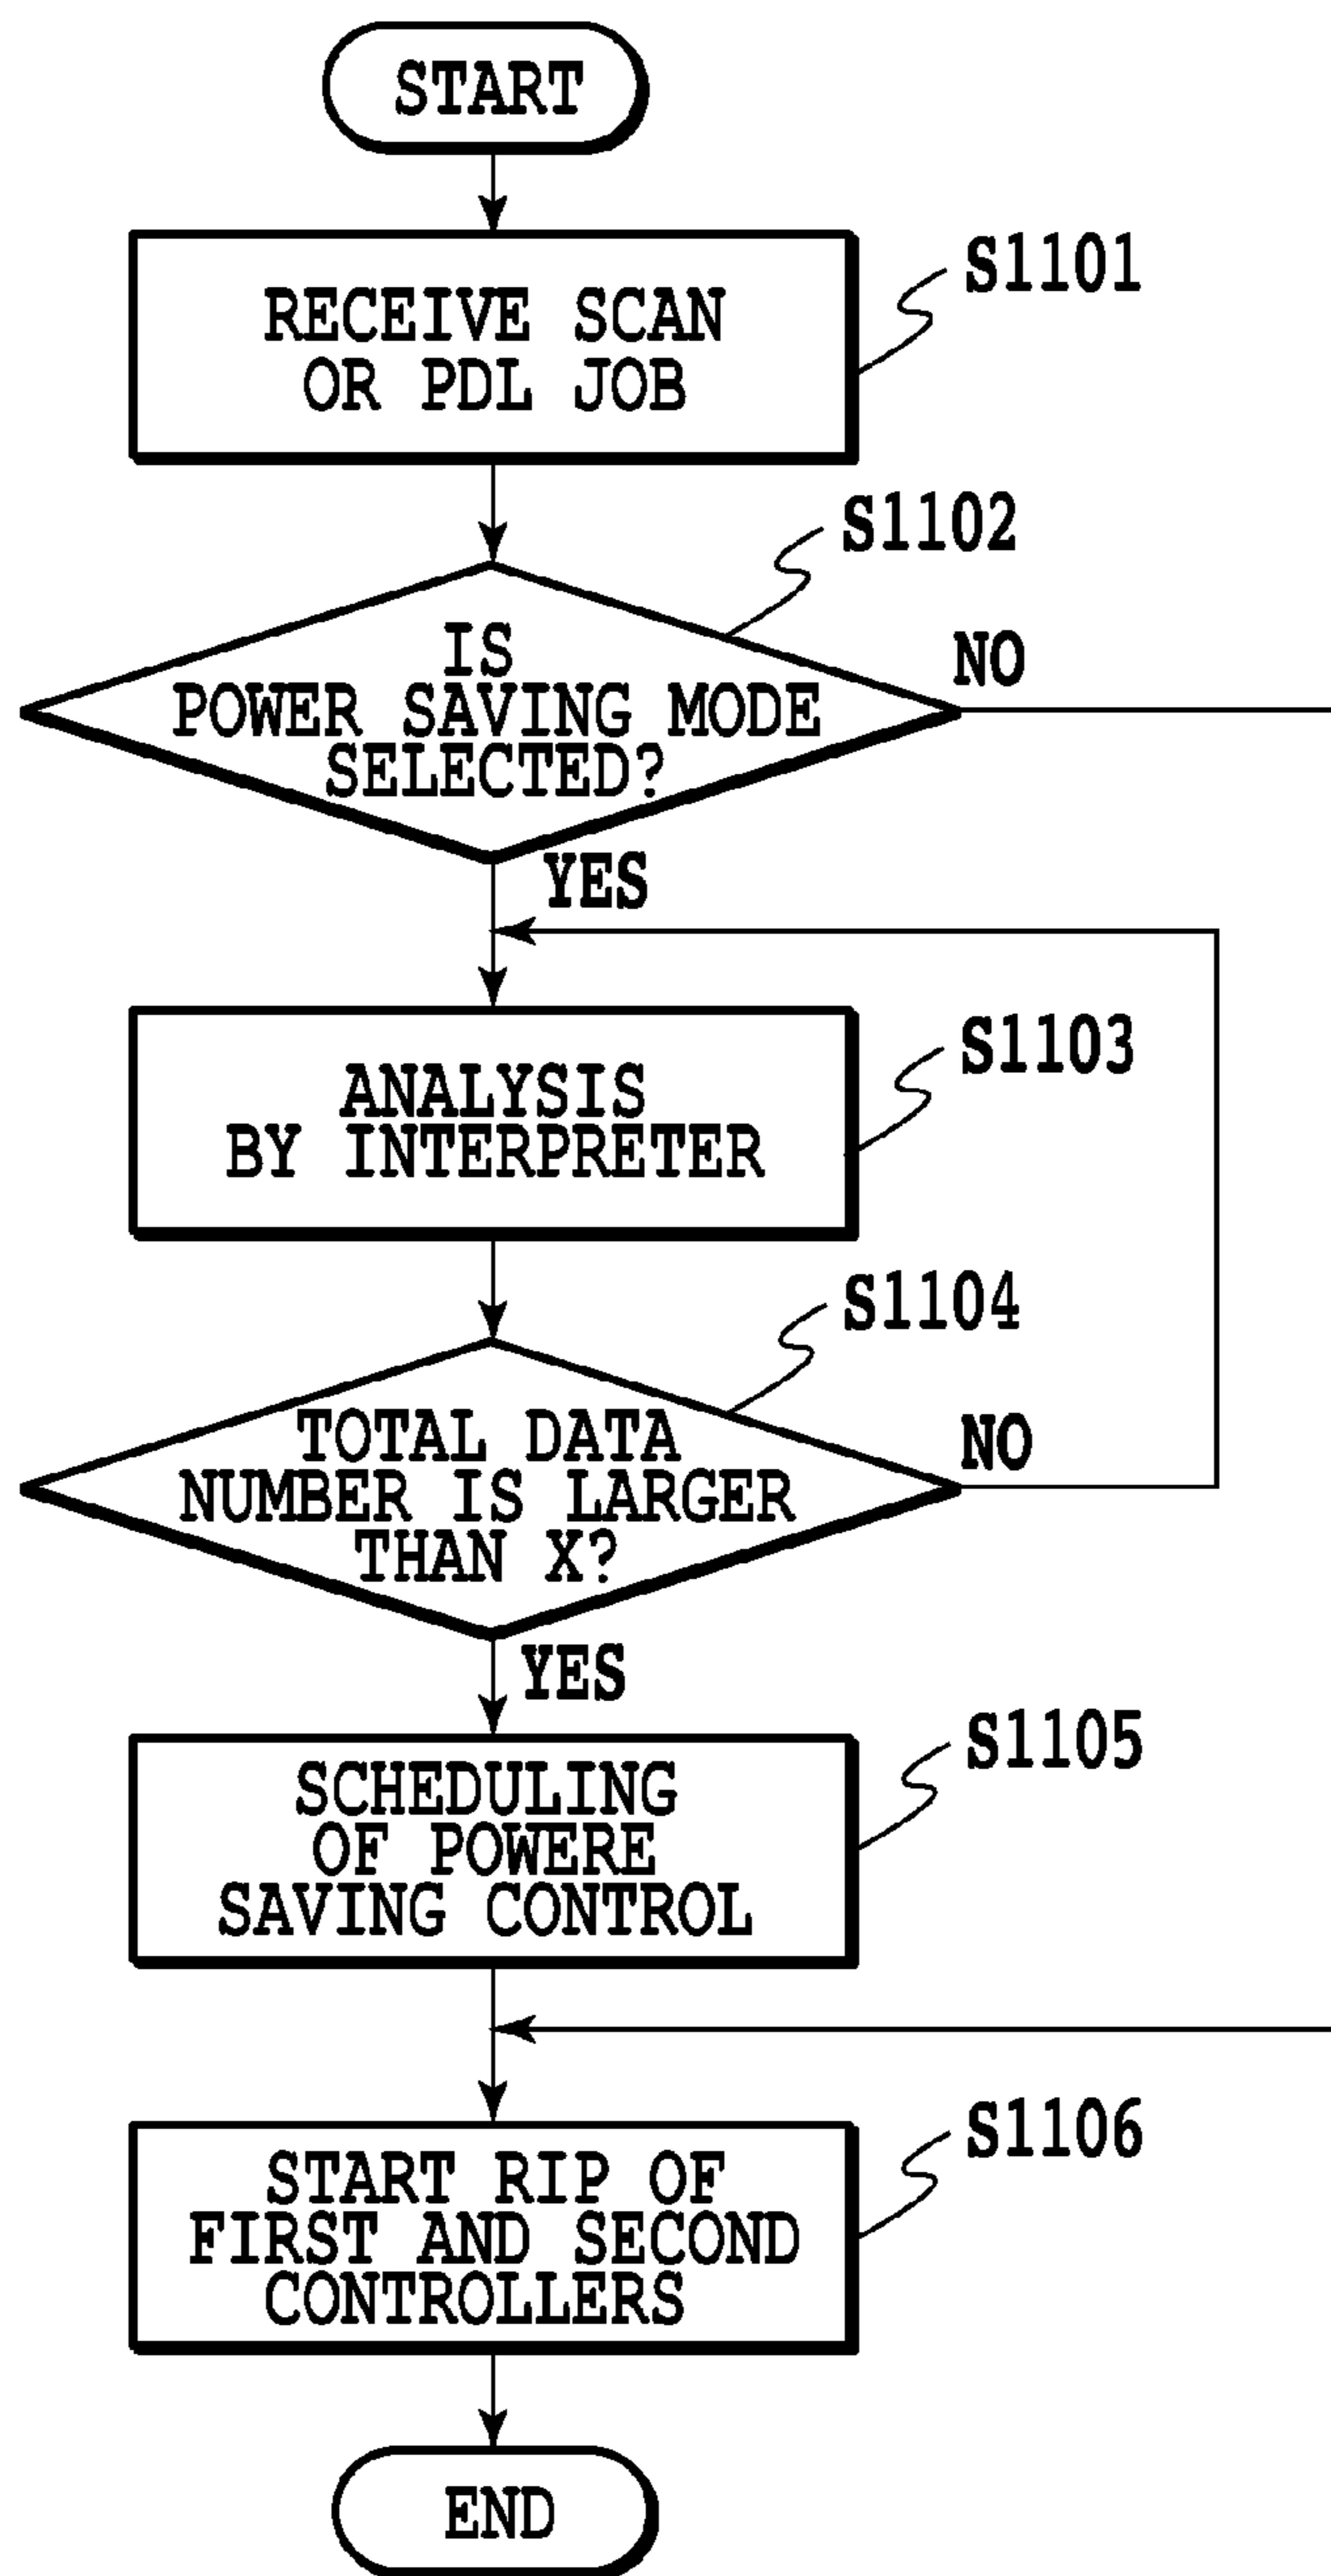 START
RECEIVE SCAN
OR PDL JOB
S1101
S1102
IS
POWER SAVING MODE
SELECTED?
NO
YES
ANALYSIS
BY INTERPRETER
S1103
S1104
TOTAL DATA
NUMBER IS LARGER
THAN X?
NO
YES
SCHEDULING
OF POWERE
SAVING CONTROL
S1105
START RIP OF
FIRST AND SECOND
CONTROLLERS
S1106
END